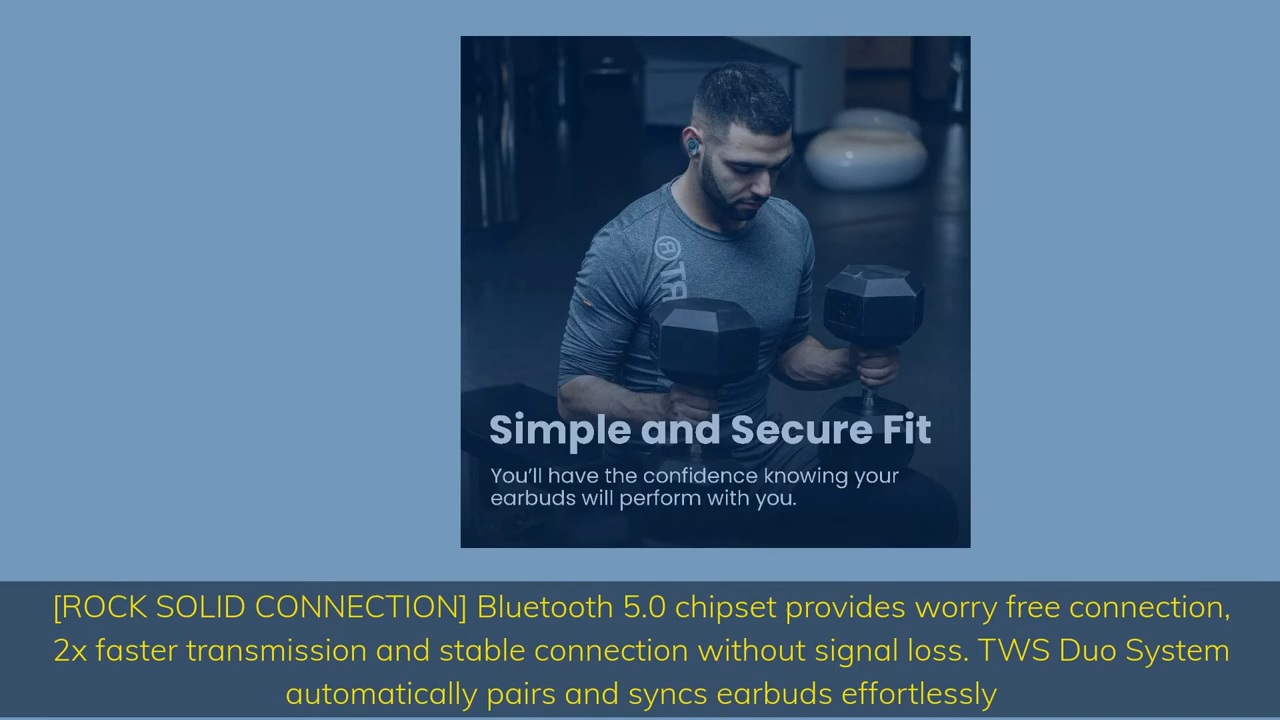 ®TA
Simple and Secure Fit
You'll have the confidence knowing your
earbuds will perform with you.
[ROCK SOLID CONNECTION] Bluetooth 5.0 chipset provides worry free connection,
2x faster transmission and stable connection without signal loss. TWS Duo System
automatically pairs and syncs earbuds effortlessly